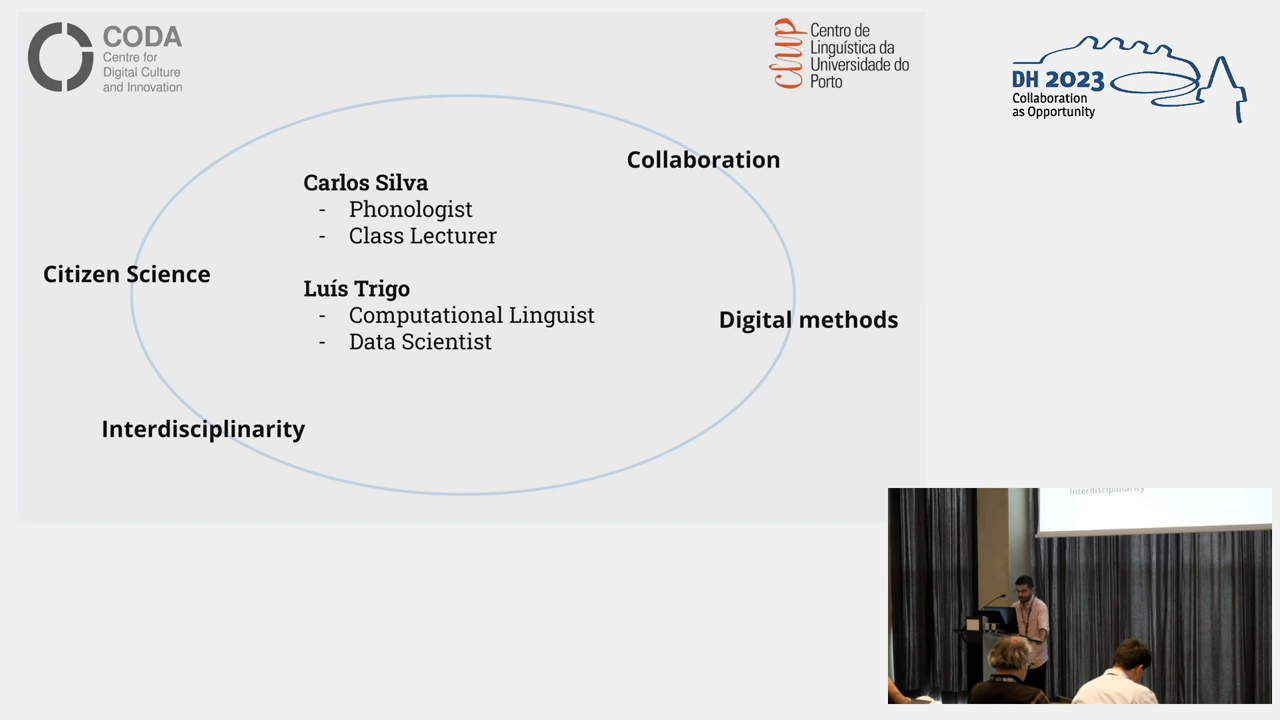 CODA
Centre for
Digital Culture
and Innovation
clup
Centro de
Linguística da
Universidade do
Porto
DH 2023
Collaboration
as Opportunity
Collaboration
Carlos Silva
- Phonologist
- Class Lecturer
Citizen Science
Luís Trigo
- Computational Linguist
- Data Scientist
Digital methods
Interdisciplinarity
Interdisciplinarity